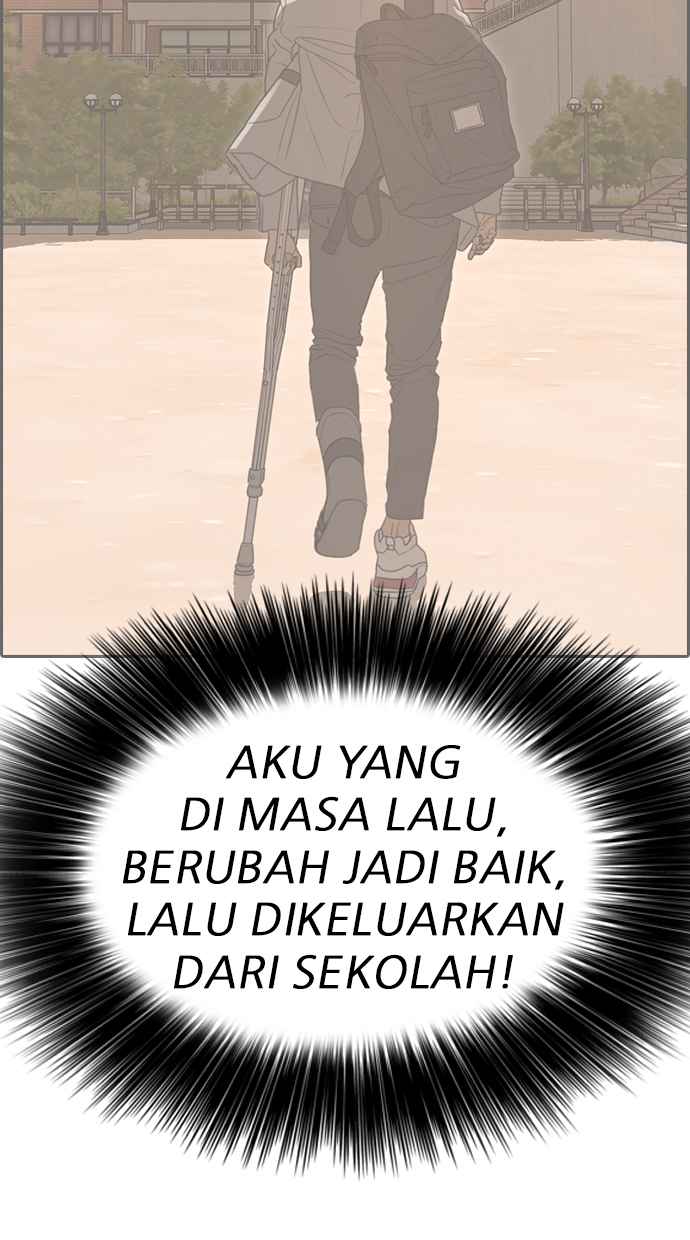 AKU YANG
DI MASA LALU,
BERUBAH JADI BAIK,
LALU DIKELUARKAN
DARI SEKOLAH!